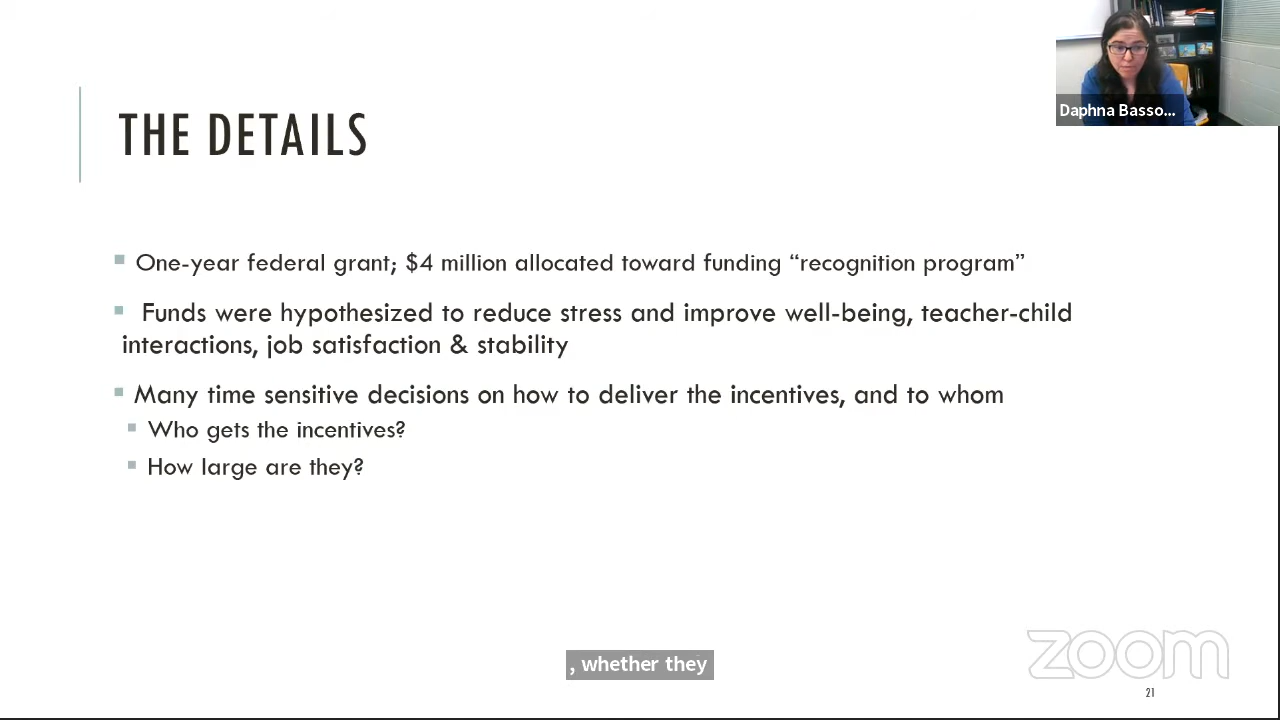 Daphna Basso...
THE DETAILS
One-year federal grant; $4 million allocated toward funding “recognition program”
Funds were hypothesized to reduce stress and improve well-being, teacher-child
interactions, job satisfaction & stability
Many time sensitive decisions on how to deliver the incentives, and to whom
Who gets the incentives?
How large are they?
, whether they
zoom
21